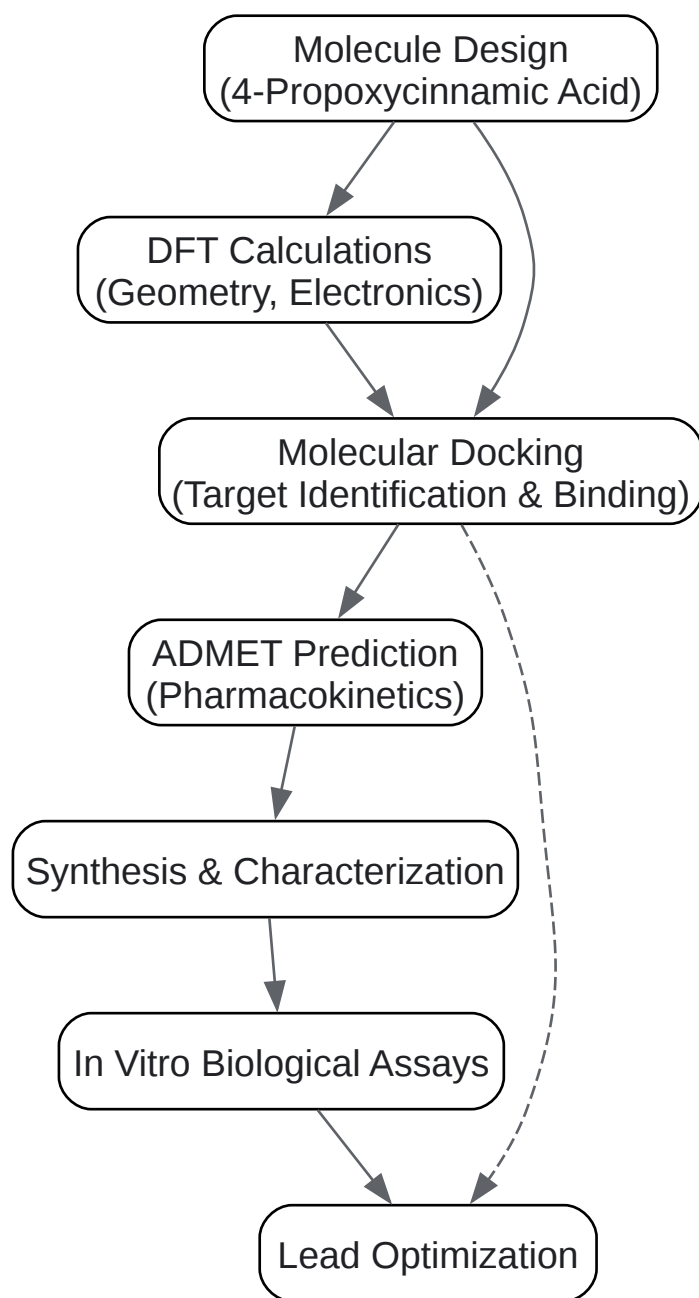 Molecule Design
(4-Propoxycinnamic Acid)
DFT Calculations
(Geometry, Electronics)
Molecular Docking
(Target Identification & Binding)
ADMET Prediction
(Pharmacokinetics)
Synthesis & Characterization
In Vitro Biological Assays
Lead Optimization